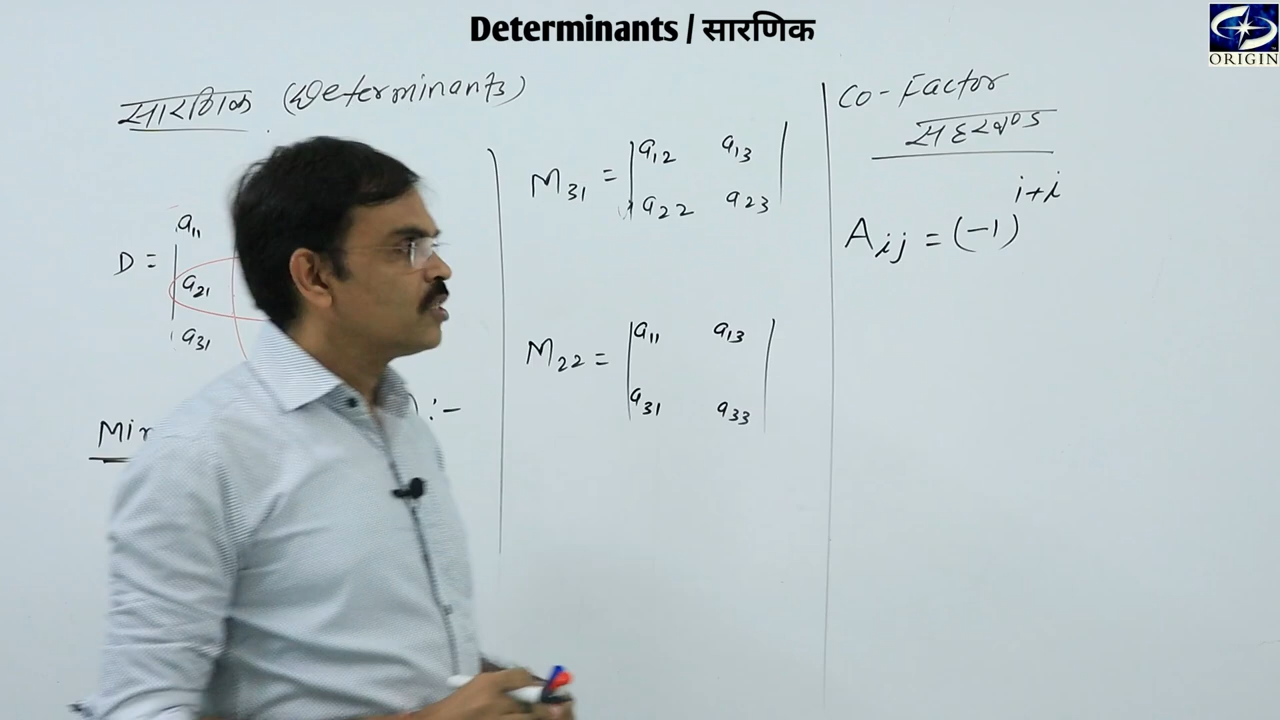 Determinants / सारणिक
ORIGIN
सारणिक (Determinants)
D = | a₁₁
a₂₁
a₃₁
:-
M₃₁ = | a₁₂ a₁₃ |
| a₂₂ a₂₃ |
M₂₂ = | a₁₁ a₁₃ |
| a₃₁ a₃₃ |
Co-Factor
सहखण्ड
Aᵢⱼ = (-1)ⁱ⁺ⁱ